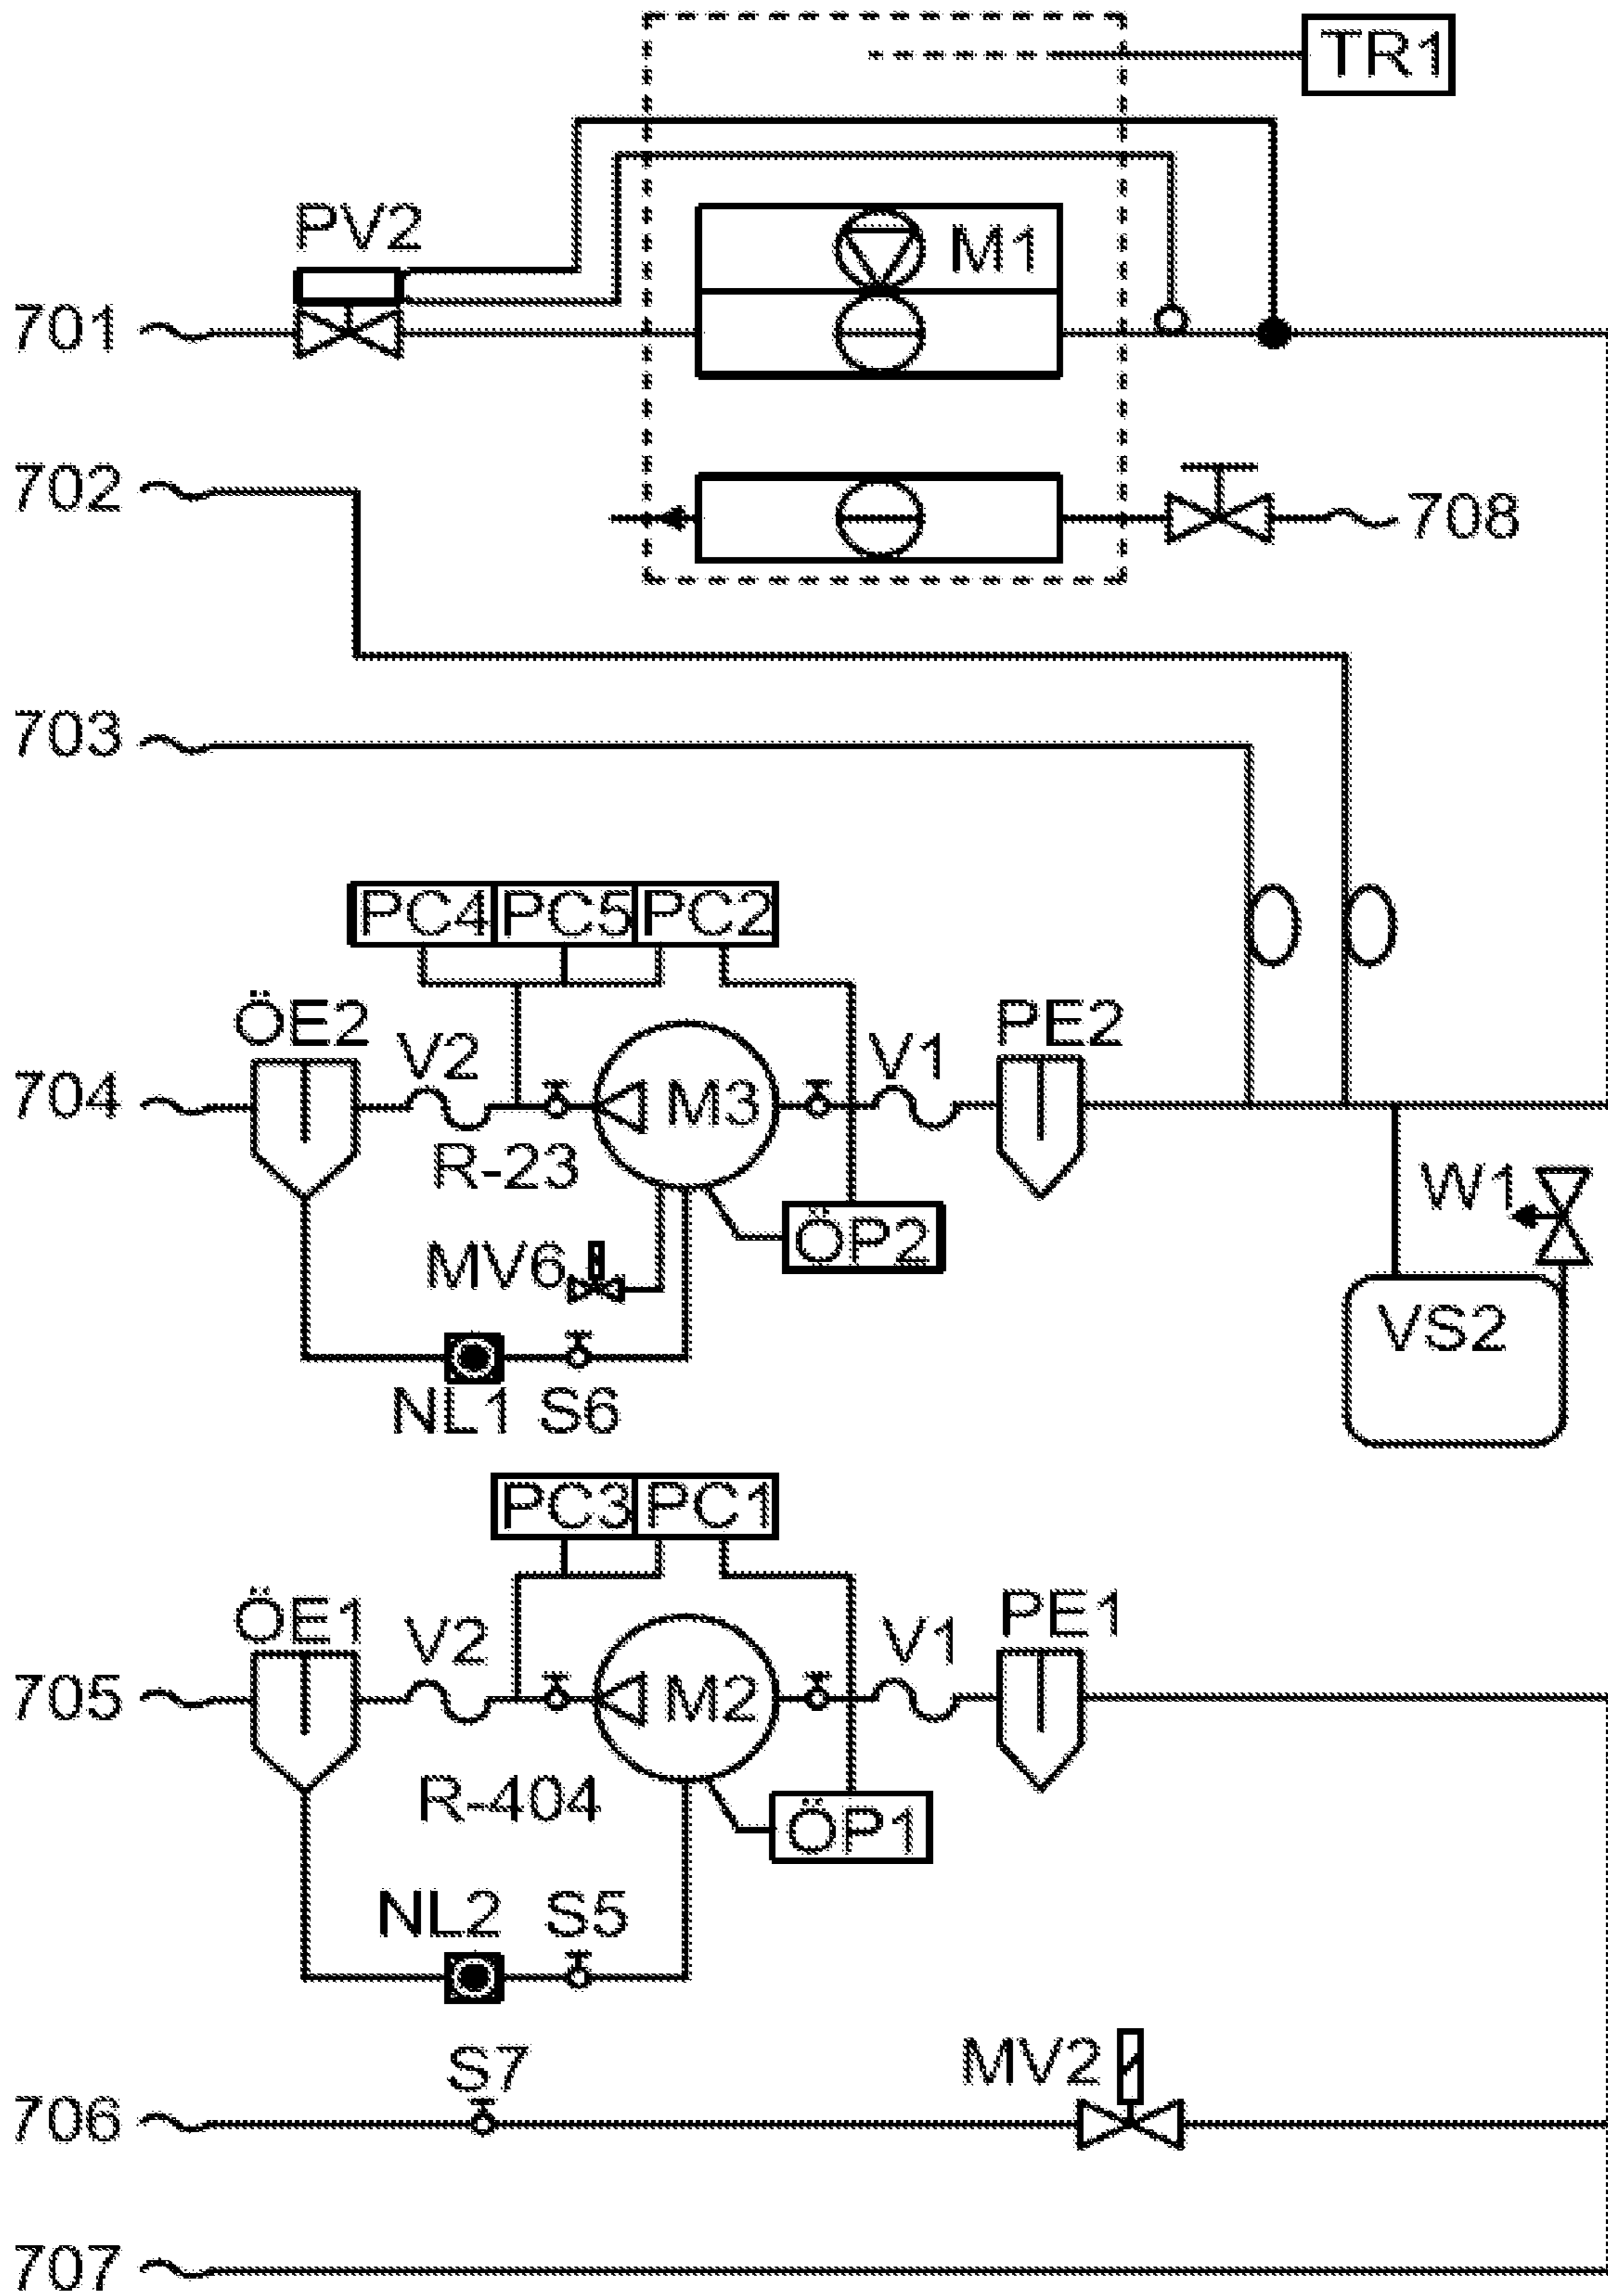 TR1
PV2
M1
701
702
708
703
PC4 PC5 PC2
ÖE2
V2
V1
PE2
704
M3
R-23
W1
ÖP2
MV6
VS2
NL1 S6
PC3 PC1
ÖE1
V2
V1
PE1
705
M2
R-404
ÖP1
NL2 S5
S7
MV2
706
707